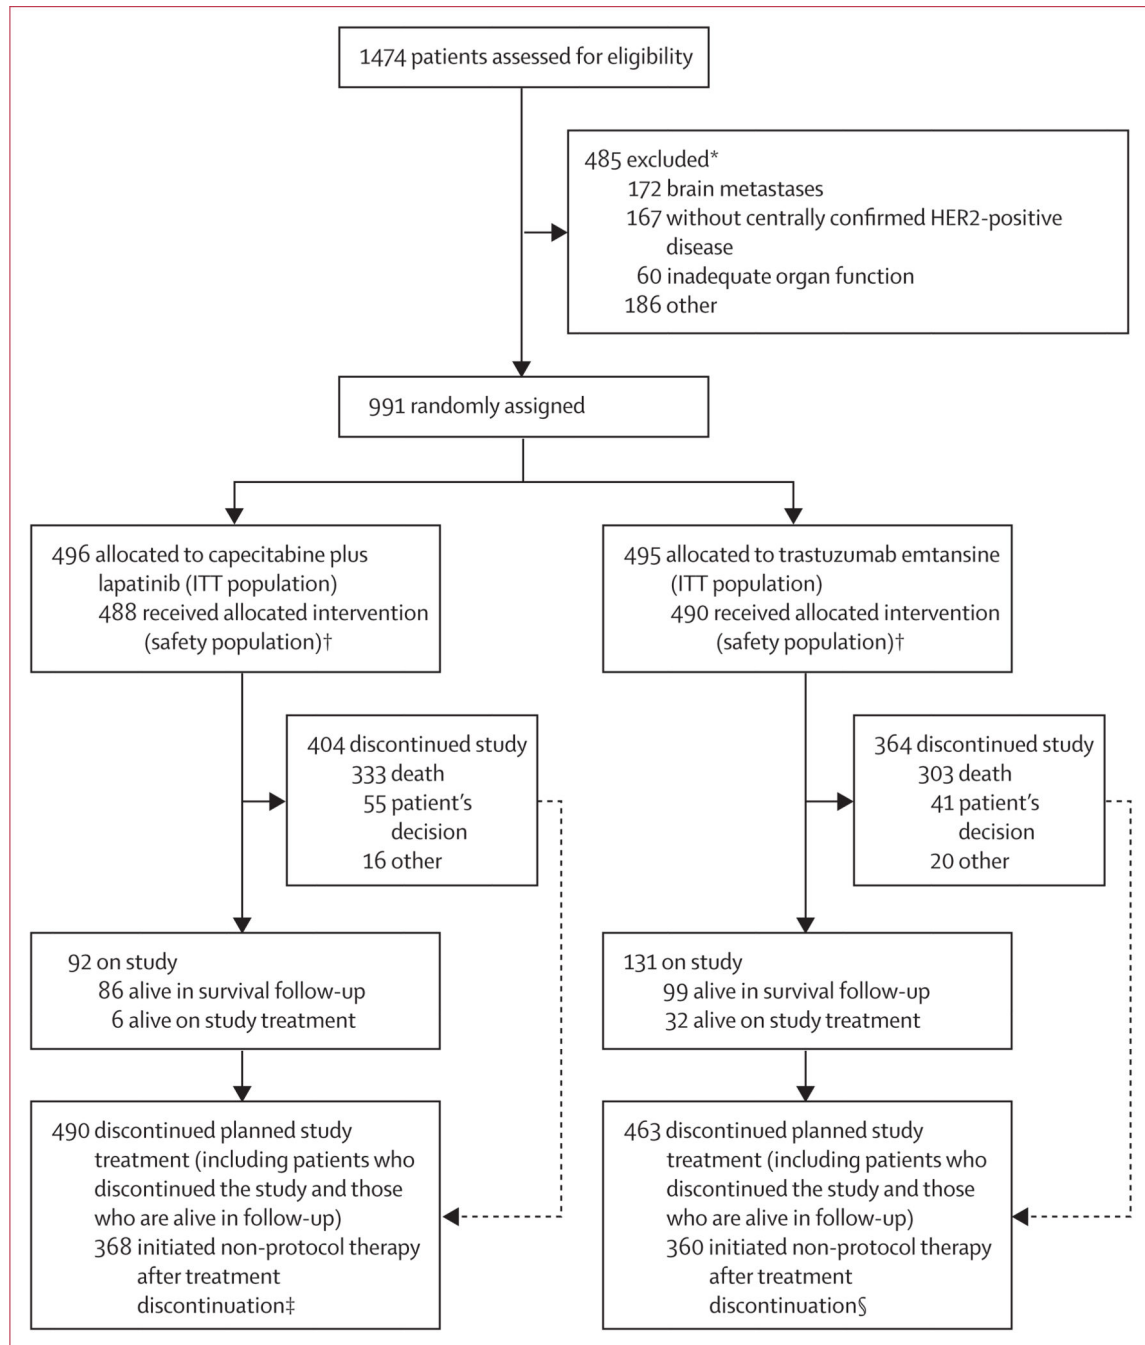 1474 patients assessed for eligibility
485 excluded*
172 brain metastases
167 without centrally confirmed HER2-positive
disease
60 inadequate organ function
186 other
991 randomly assigned
496 allocated to capecitabine plus
lapatinib (ITT population)
488 received allocated intervention
(safety population)†
495 allocated to trastuzumab emtansine
(ITT population)
490 received allocated intervention
(safety population)†
404 discontinued study
333 death
55 patient's
decision
16 other
364 discontinued study
303 death
41 patient's
decision
20 other
92 on study
86 alive in survival follow-up
6 alive on study treatment
131 on study
99 alive in survival follow-up
32 alive on study treatment
490 discontinued planned study
treatment (including patients who
discontinued the study and those
who are alive in follow-up)
368 initiated non-protocol therapy
after treatment
discontinuation‡
463 discontinued planned study
treatment (including patients who
discontinued the study and those
who are alive in follow-up)
360 initiated non-protocol therapy
after treatment
discontinuation§